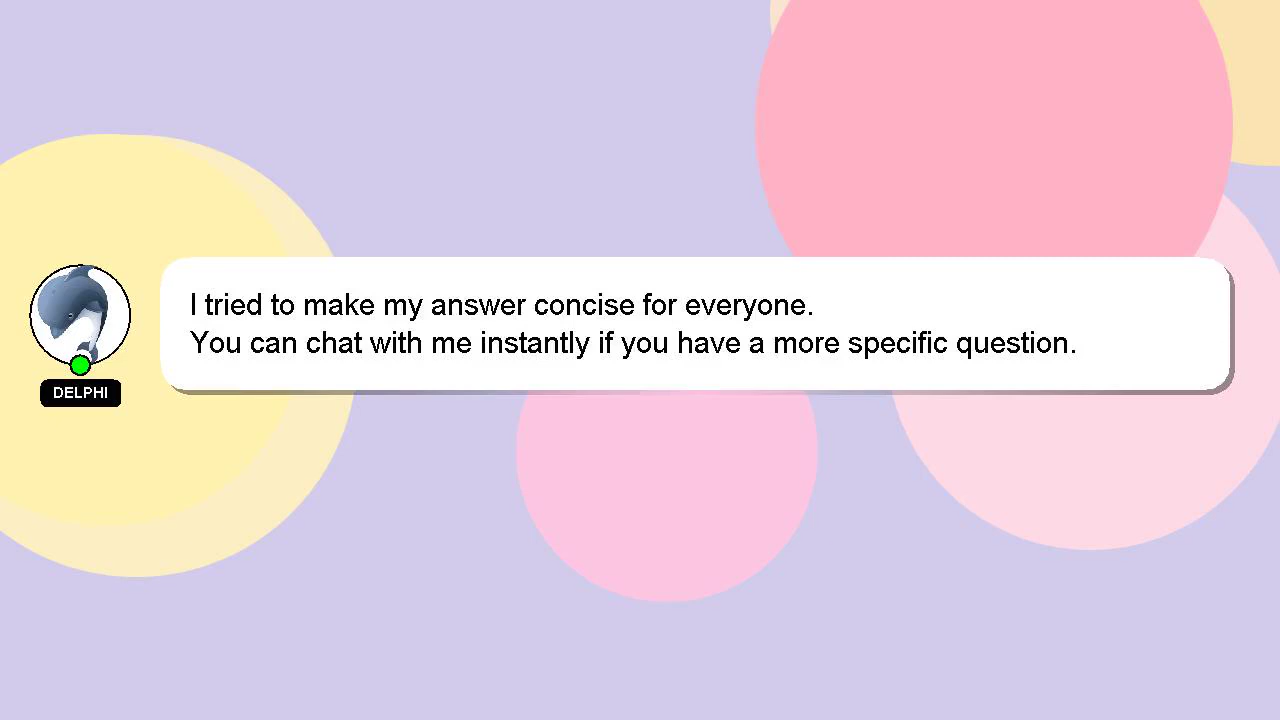 I tried to make my answer concise for everyone.
You can chat with me instantly if you have a more specific question.
DELPHI